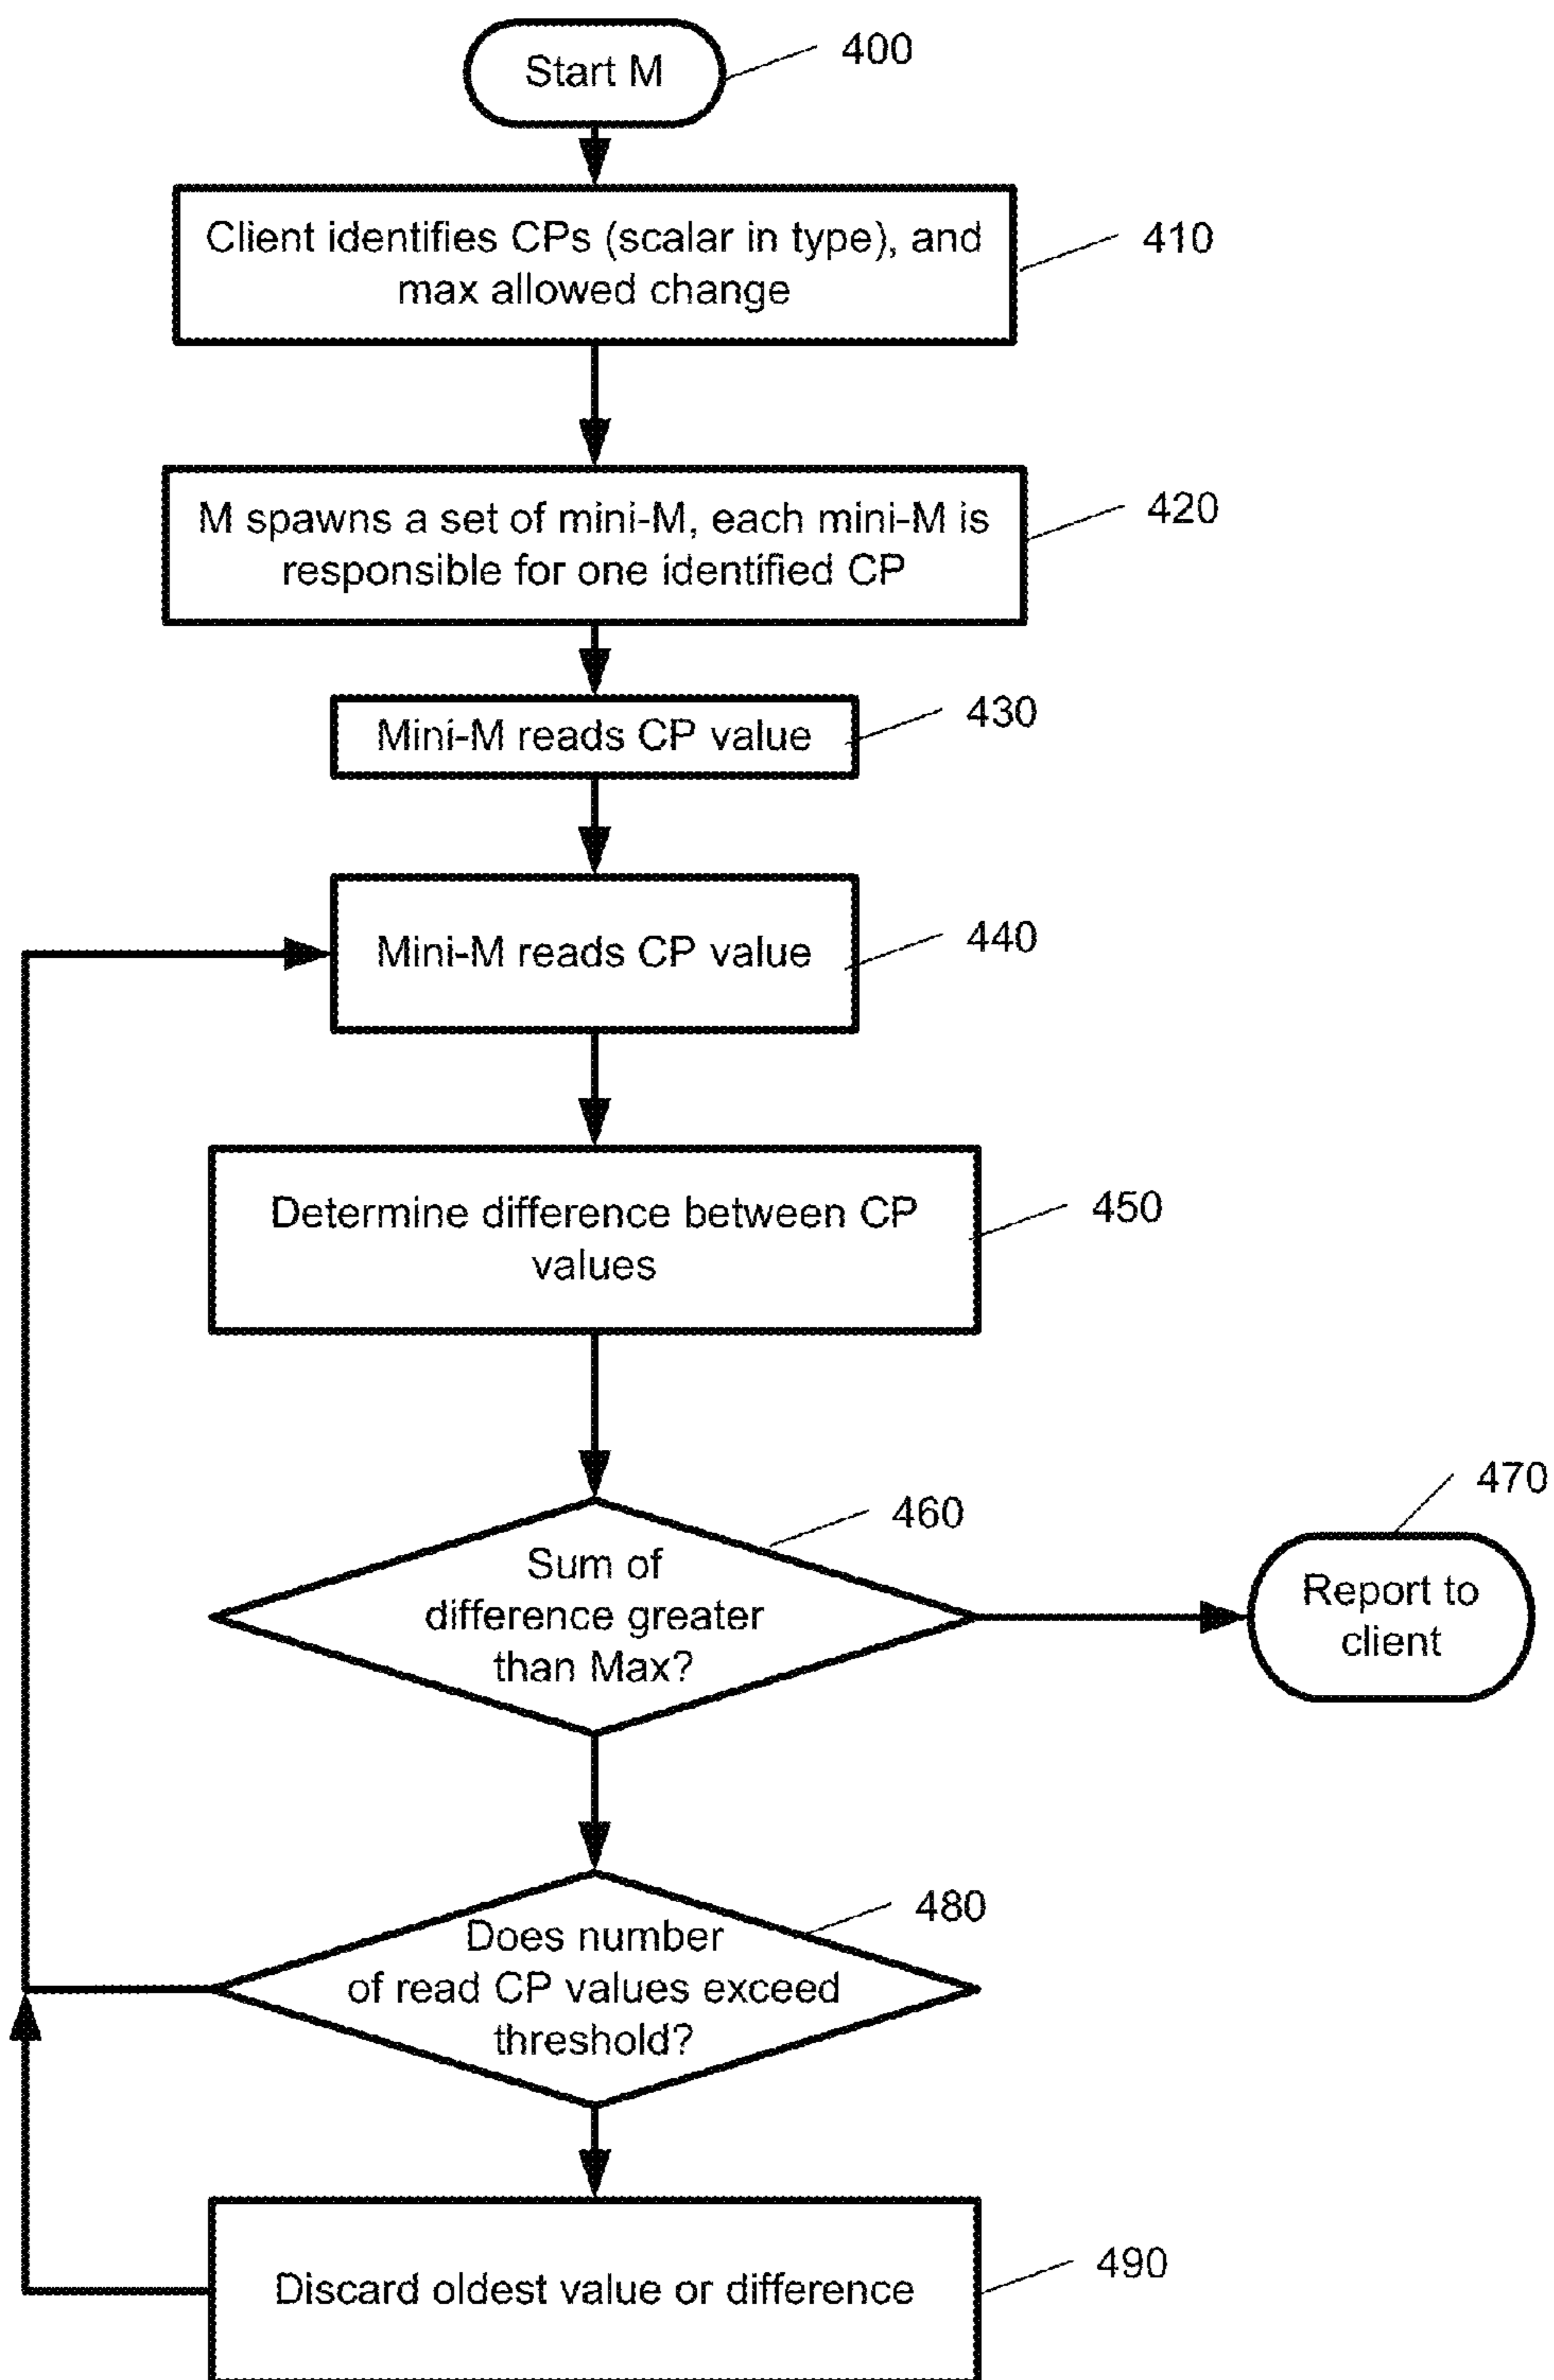 Start M
400
Client identifies CPs (scalar in type), and
max allowed change
410
M spawns a set of mini-M, each mini-M is
responsible for one identified CP
420
Mini-M reads CP value
430
Mini-M reads CP value
440
Determine difference between CP
values
450
Sum of
difference greater
than Max?
460
Report to
client
470
Does number
of read CP values exceed
threshold?
480
Discard oldest value or difference
490